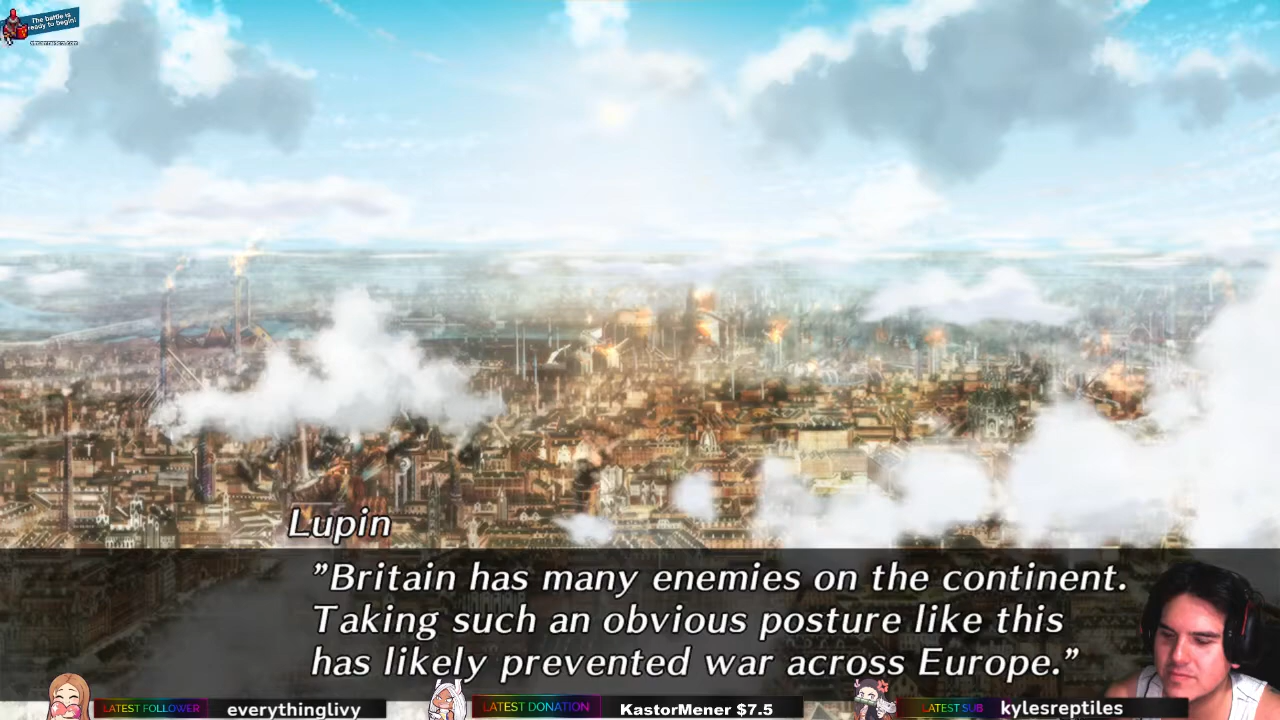 The battle is
ready to begin!
Lupin
"Britain has many enemies on the continent.
Taking such an obvious posture like this
has likely prevented war across Europe."
LATEST FOLLOWER
everythinglivy
LATEST DONATION
KastorMener $7.5
LATEST SUB
kylesreptiles